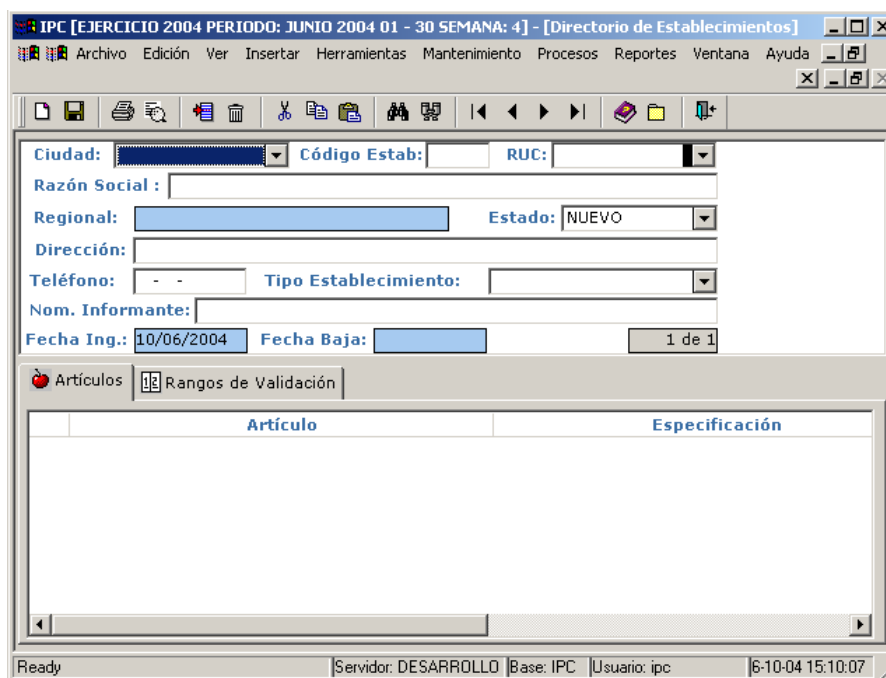 IPC [EJERCICIO 2004 PERIODO: JUNIO 2004 01 - 30 SEMANA: 4] - [Directorio de Establecimientos]
Archivo Edición Ver Insertar Herramientas Mantenimiento Procesos Reportes Ventana Ayuda
Ciudad: Código Estab: RUC:
Razón Social :
Regional: Estado: NUEVO
Dirección:
Teléfono: - - Tipo Establecimiento:
Nom. Informante:
Fecha Ing.: 10/06/2004 Fecha Baja: 1 de 1
Artículos Rangos de Validación
Artículo Especificación
Ready Servidor: DESARROLLO Base: IPC Usuario: ipc 6-10-04 15:10:07